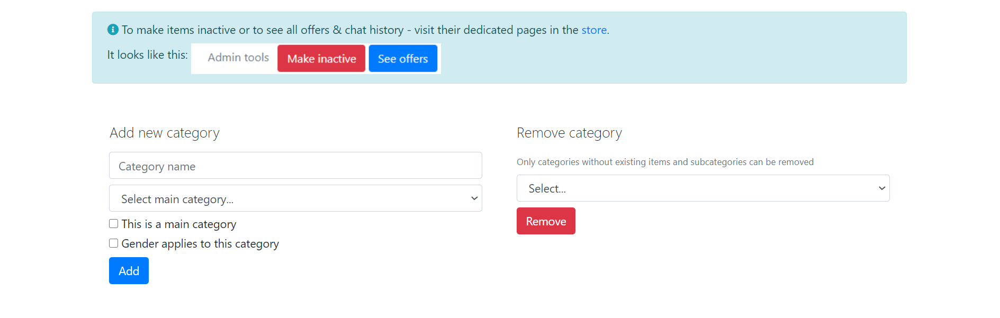 To make items inactive or to see all offers & chat history - visit their dedicated pages in the store.
It looks like this: Admin tools Make inactive See offers
Add new category
Category name
Select main category...
This is a main category
Gender applies to this category
Add
Remove category
Only categories without existing items and subcategories can be removed
Select...
Remove